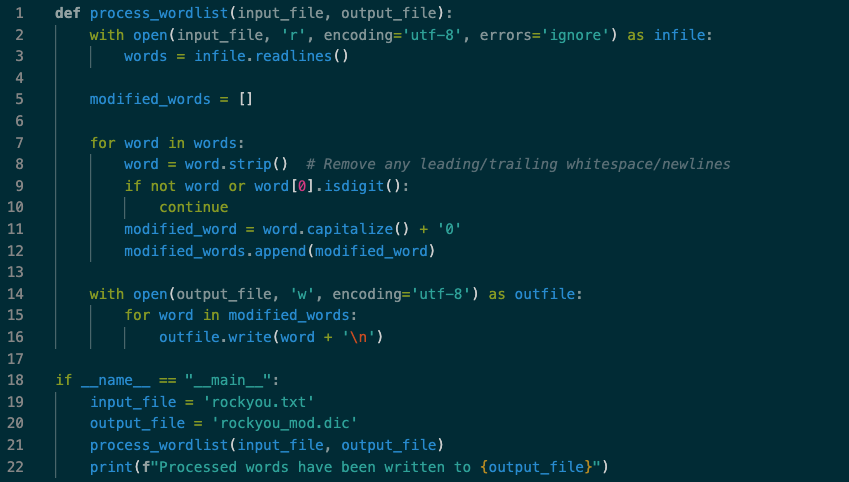 1 def process_wordlist(input_file, output_file):
2     with open(input_file, 'r', encoding='utf-8', errors='ignore') as infile:
3         words = infile.readlines()
4
5     modified_words = []
6
7     for word in words:
8         word = word.strip()  # Remove any leading/trailing whitespace/newlines
9         if not word or word[0].isdigit():
10             continue
11         modified_word = word.capitalize() + '0'
12         modified_words.append(modified_word)
13
14     with open(output_file, 'w', encoding='utf-8') as outfile:
15         for word in modified_words:
16             outfile.write(word + '\n')
17
18 if __name__ == "__main__":
19     input_file = 'rockyou.txt'
20     output_file = 'rockyou_mod.dic'
21     process_wordlist(input_file, output_file)
22     print(f"Processed words have been written to {output_file}")